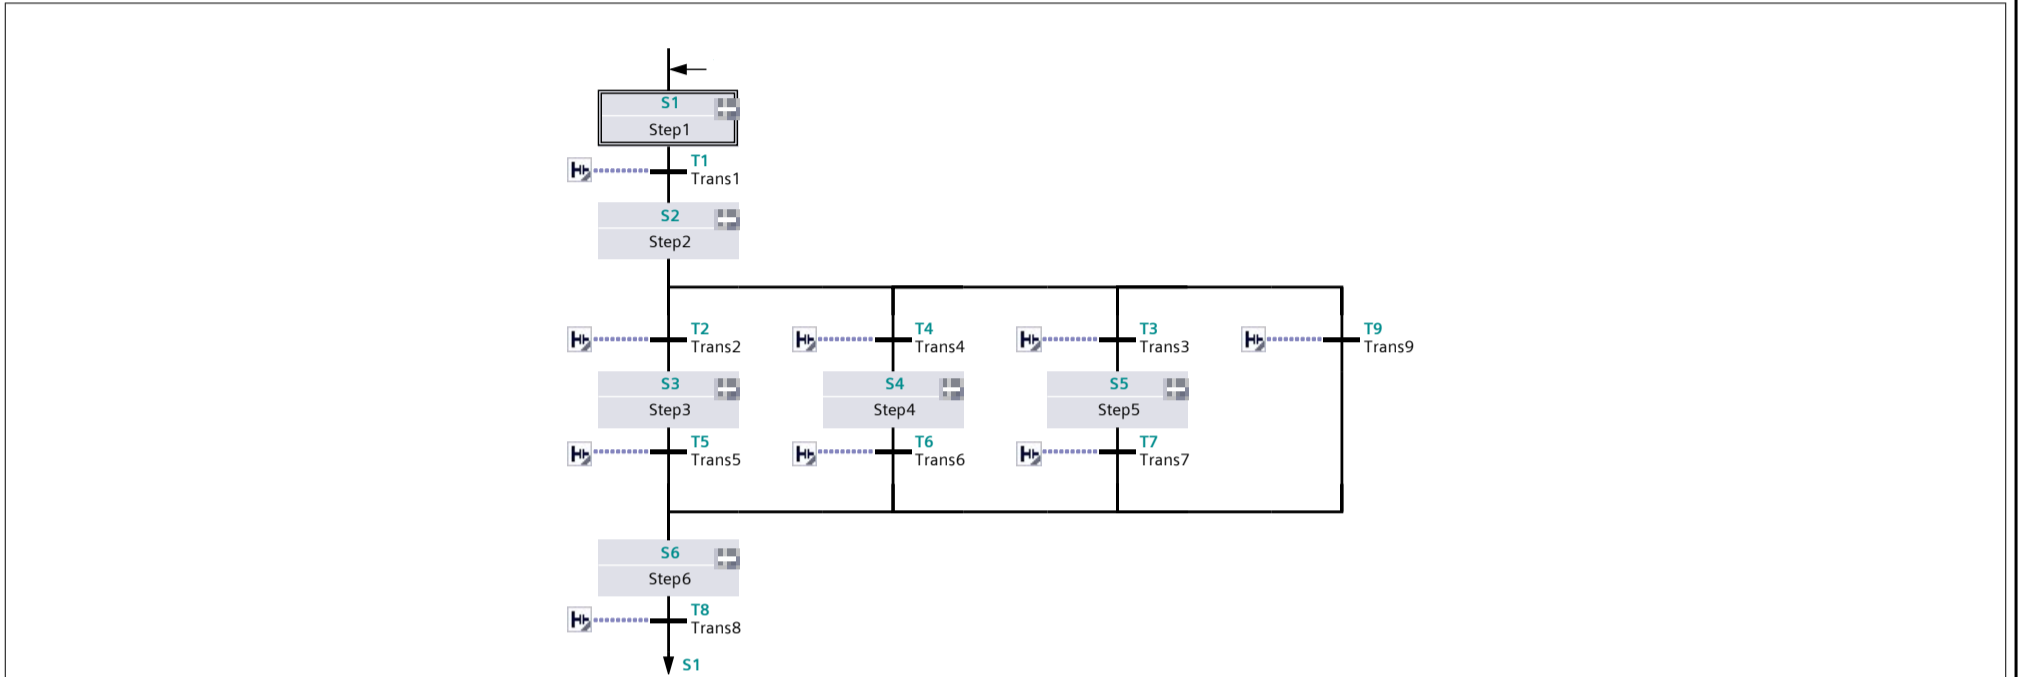 S1
Step1
T1
Trans1
S2
Step2
T2
Trans2
T4
Trans4
T3
Trans3
T9
Trans9
S3
Step3
S4
Step4
S5
Step5
T5
Trans5
T6
Trans6
T7
Trans7
S6
Step6
T8
Trans8
S1